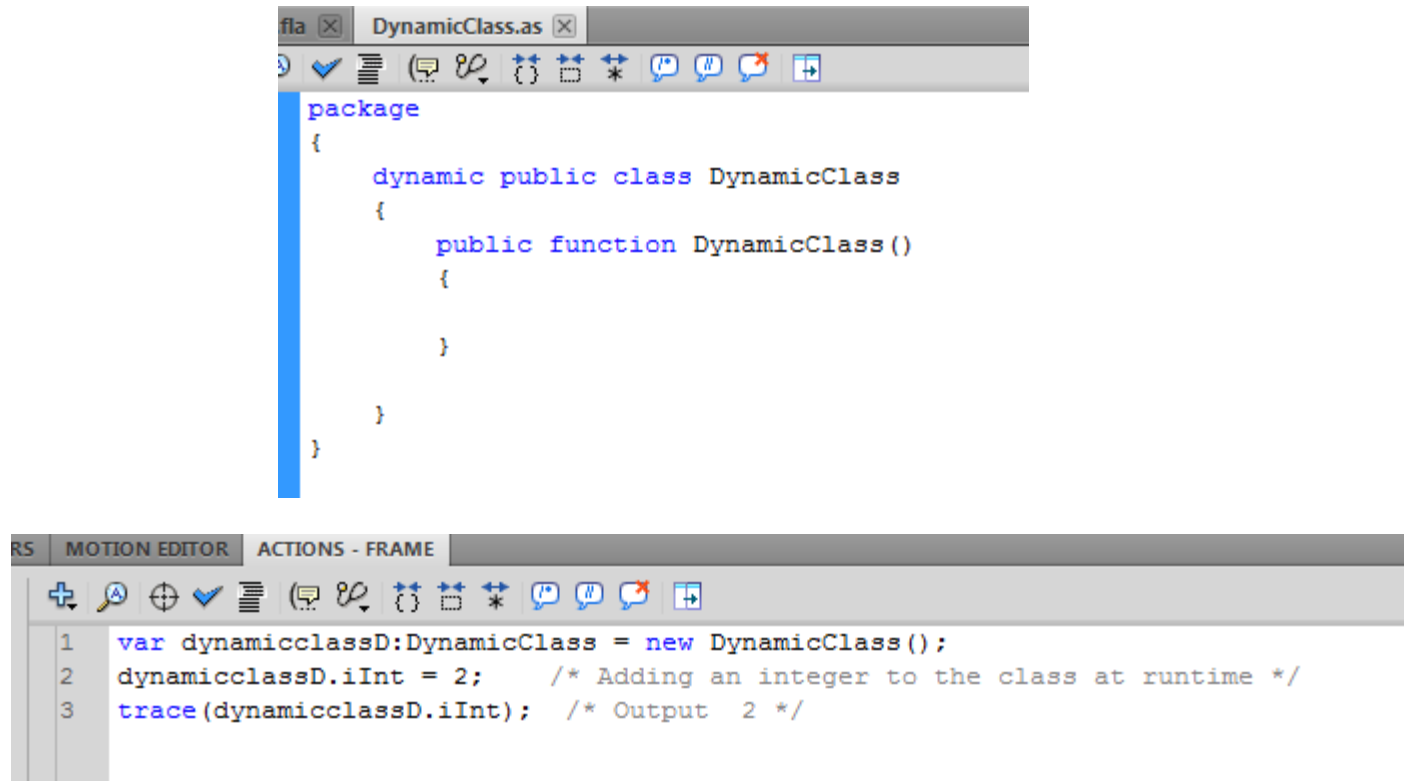 .fla DynamicClass.as
package
{
dynamic public class DynamicClass
{
public function DynamicClass()
{
}
}
}
RS MOTION EDITOR ACTIONS - FRAME
1 var dynamicclassD:DynamicClass = new DynamicClass();
2 dynamicclassD.iInt = 2; /* Adding an integer to the class at runtime */
3 trace(dynamicclassD.iInt); /* Output 2 */